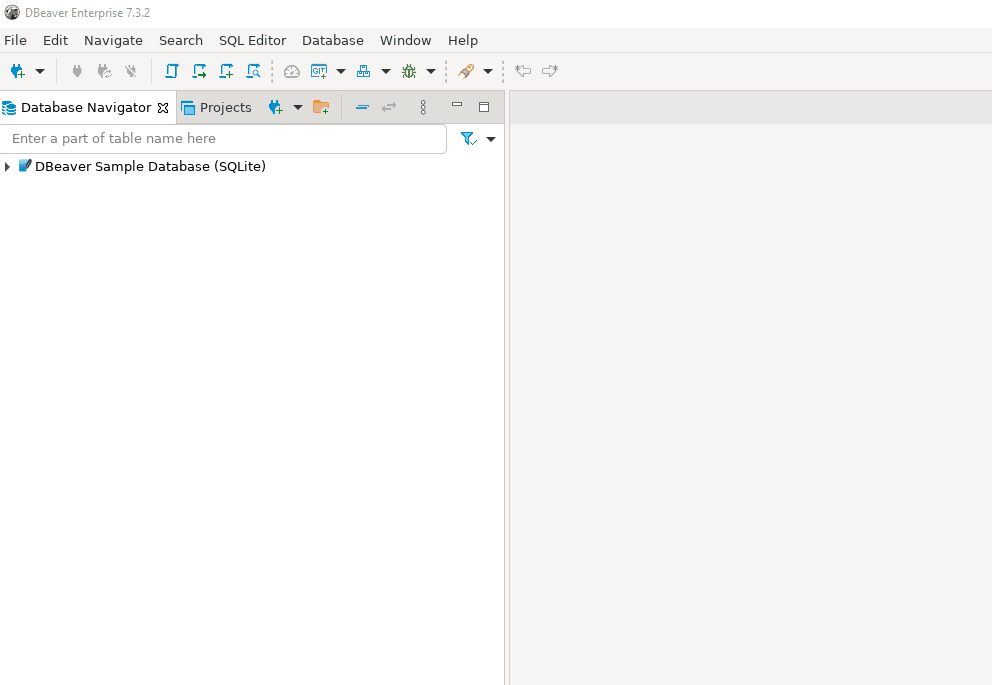 DBeaver Enterprise 7.3.2
File Edit Navigate Search SQL Editor Database Window Help
GIT
Database Navigator Projects
Enter a part of table name here
DBeaver Sample Database (SQLite)